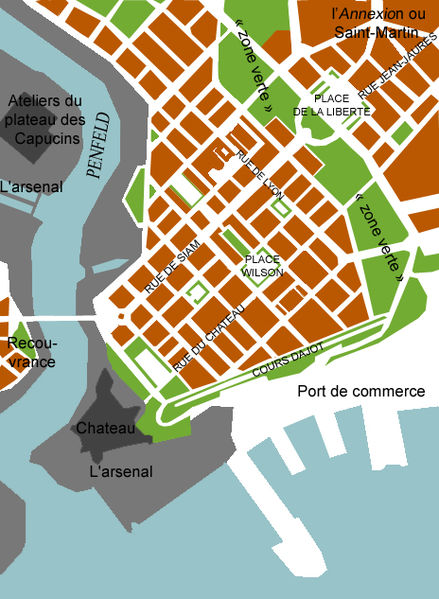 l'Annexion ou
Saint-Martin
« zone verte »
RUE JEAN-JAURES
PLACE
DE LA LIBERTE
Ateliers du
plateau des
Capucins
PENFELD
L'arsenal
RUE DE LYON
« zone verte »
RUE DE SIAM
PLACE
WILSON
RUE DU CHATEAU
Recou-
vrance
COURS DAJOT
Port de commerce
Chateau
L'arsenal